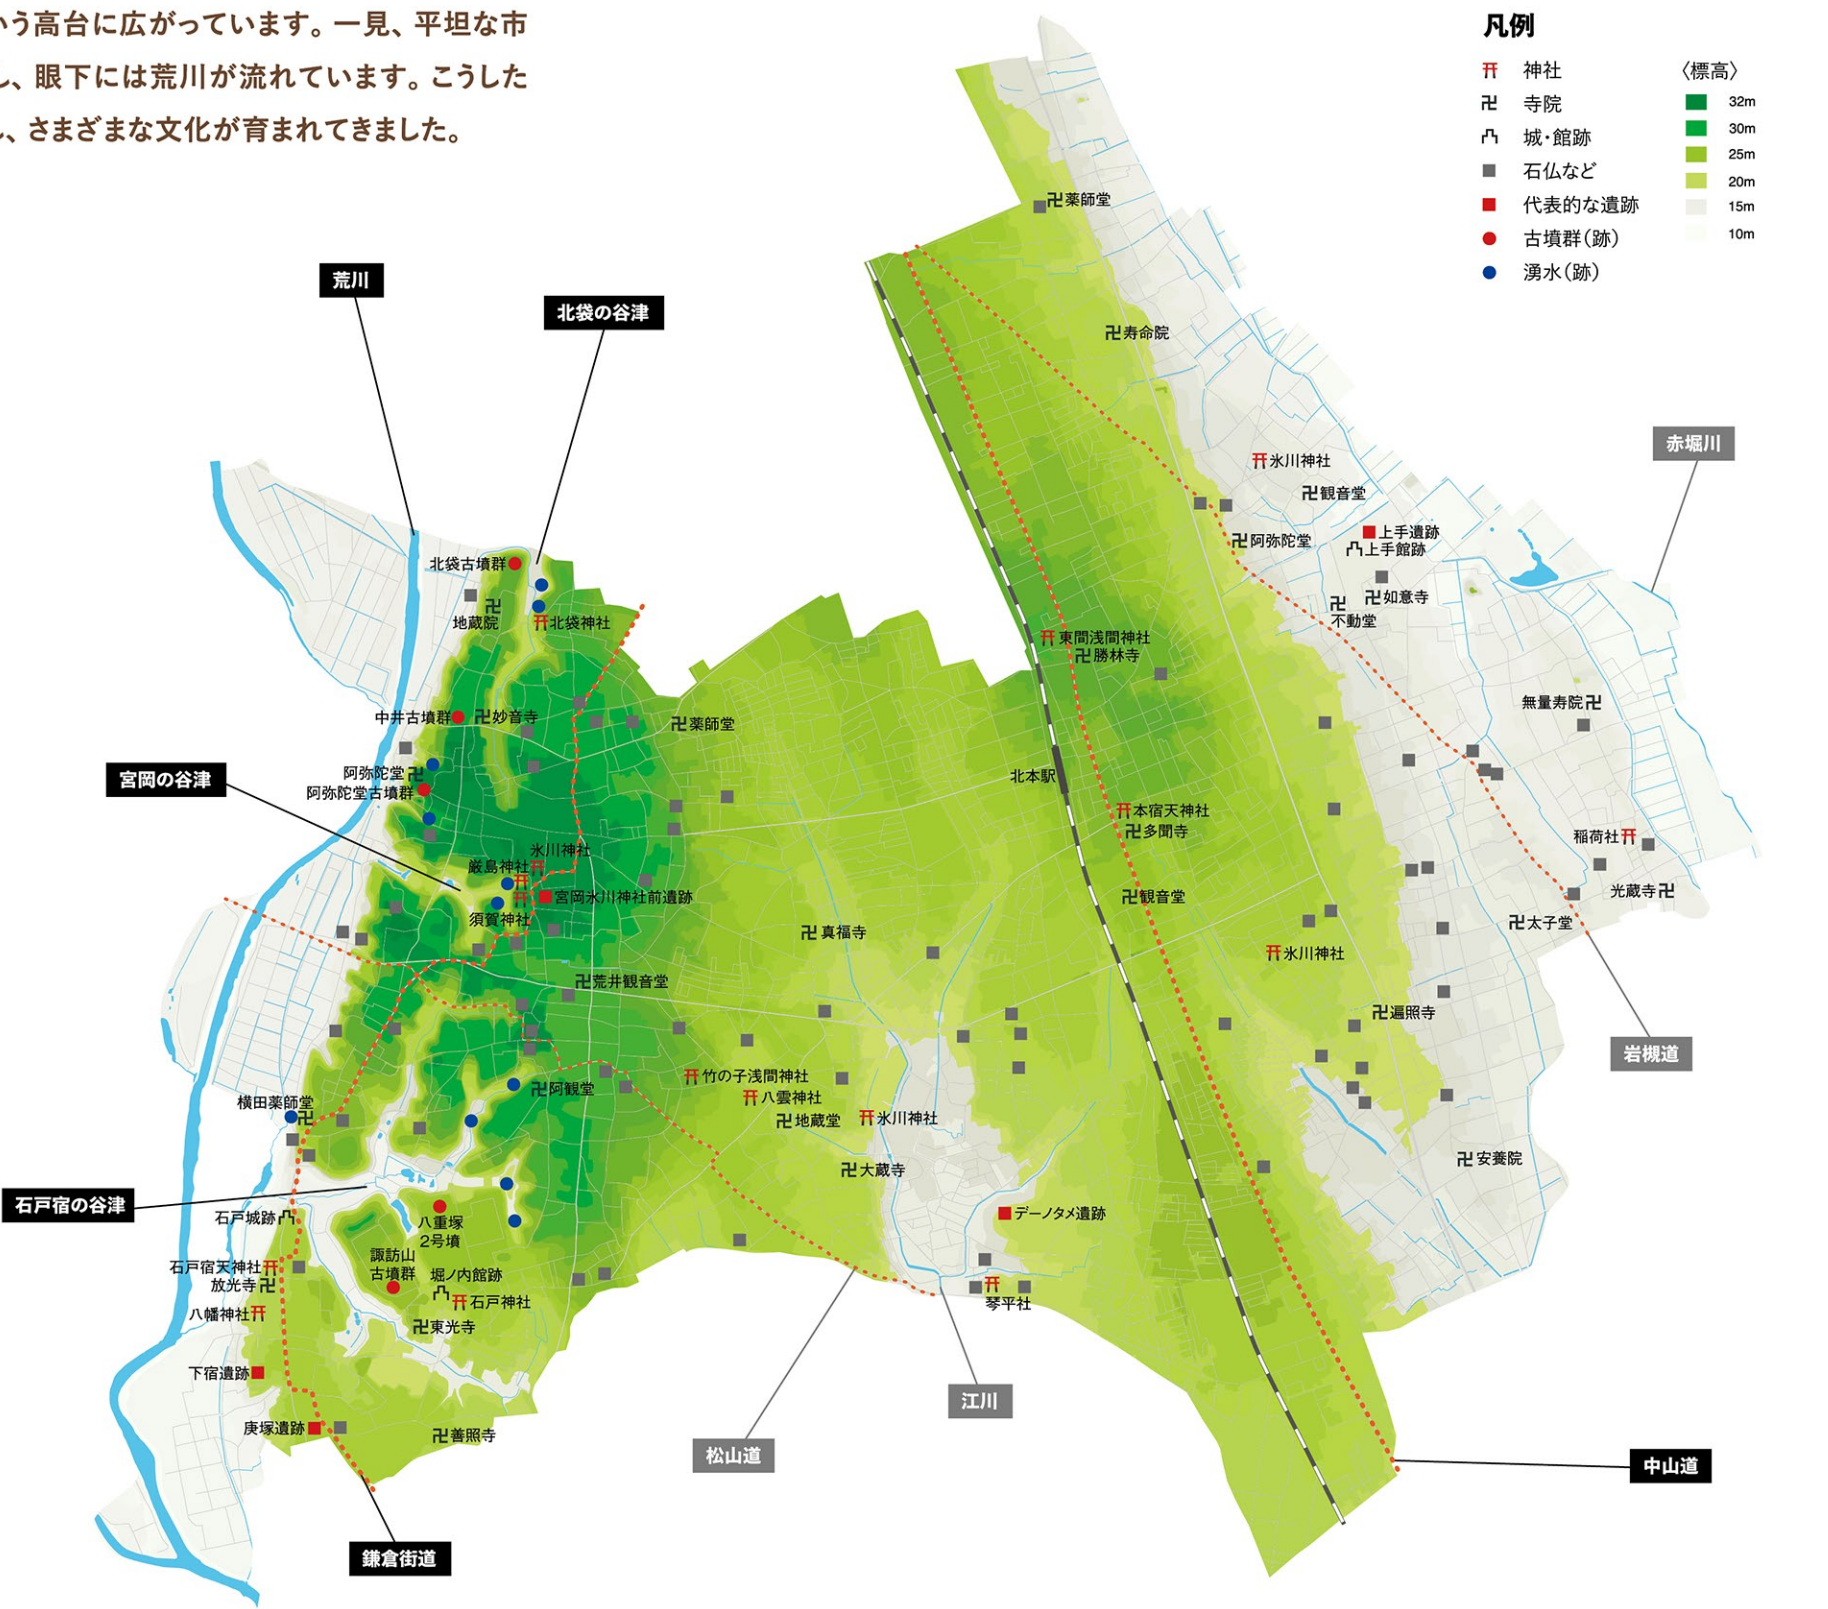 いう高台に広がっています。一見、平坦な市
し、眼下には荒川が流れています。こうした
し、さまざまな文化が育まれてきました。
凡例
神社
寺院
城・館跡
石仏など
代表的な遺跡
古墳群(跡)
湧水(跡)
〈標高〉
32m
30m
25m
20m
15m
10m
荒川
北袋の谷津
宮岡の谷津
石戸宿の谷津
鎌倉街道
松山道
江川
中山道
岩槻道
赤堀川
薬師堂
寿命院
氷川神社
観音堂
阿弥陀堂
上手遺跡
上手館跡
如意寺
不動堂
無量寿院
稲荷社
光蔵寺
太子堂
東間浅間神社
勝林寺
北本駅
本宿天神社
多聞寺
観音堂
氷川神社
遍照寺
安養院
北袋古墳群
地蔵院
北袋神社
中井古墳群
妙音寺
薬師堂
阿弥陀堂
阿弥陀堂古墳群
氷川神社
厳島神社
宮岡氷川神社前遺跡
須賀神社
真福寺
荒井観音堂
竹の子浅間神社
八雲神社
地蔵堂
氷川神社
大蔵寺
阿観堂
横田薬師堂
石戸城跡
八重塚
2号墳
デーノタメ遺跡
諏訪山
古墳群
堀ノ内館跡
石戸神社
石戸宿天神社
放光寺
八幡神社
東光寺
琴平社
下宿遺跡
庚塚遺跡
善照寺